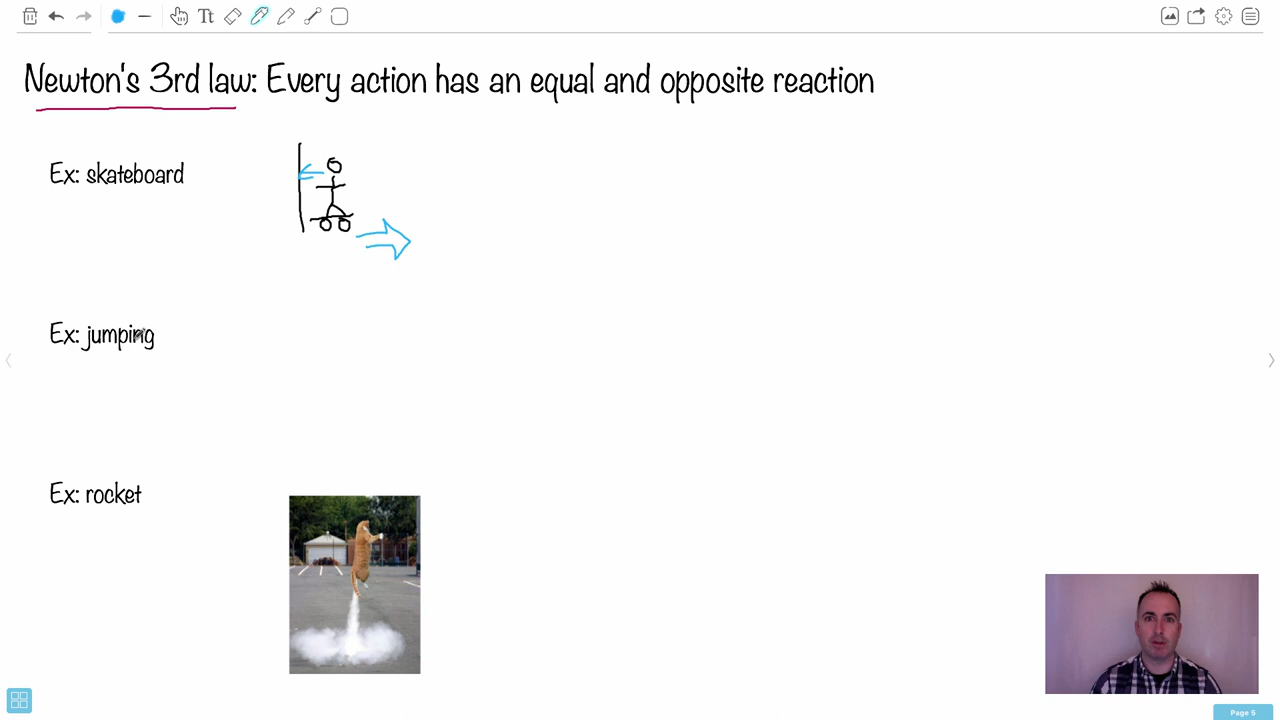 Tt
Newton's 3rd law: Every action has an equal and opposite reaction
Ex: skateboard
Ex: jumping
Ex: rocket
Page 5